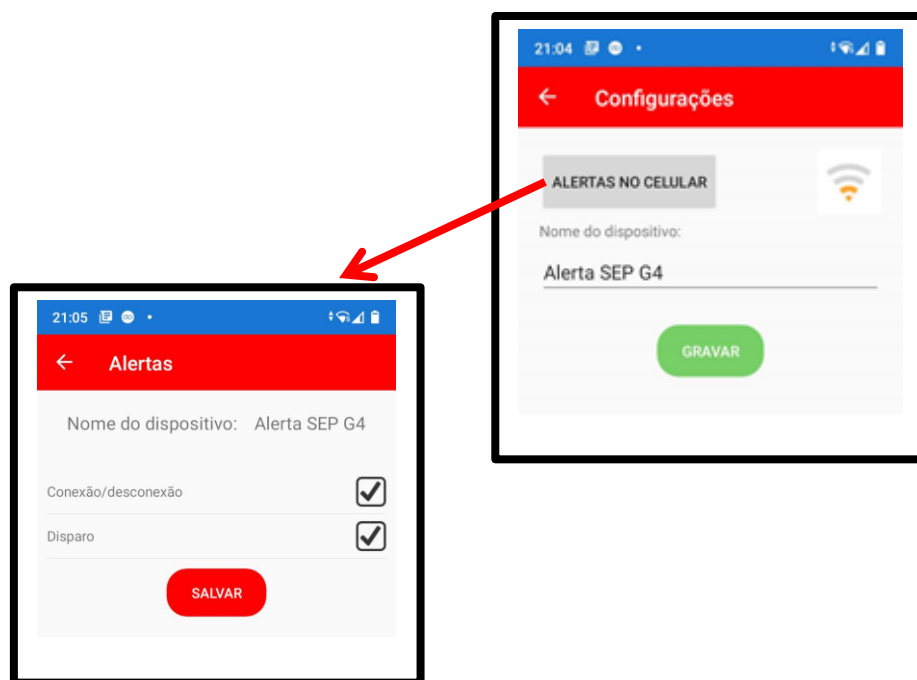 21:04
Configurações
ALERTAS NO CELULAR
Nome do dispositivo:
Alerta SEP G4
GRAVAR
21:05
Alertas
Nome do dispositivo: Alerta SEP G4
Conexão/desconexão
Disparo
SALVAR